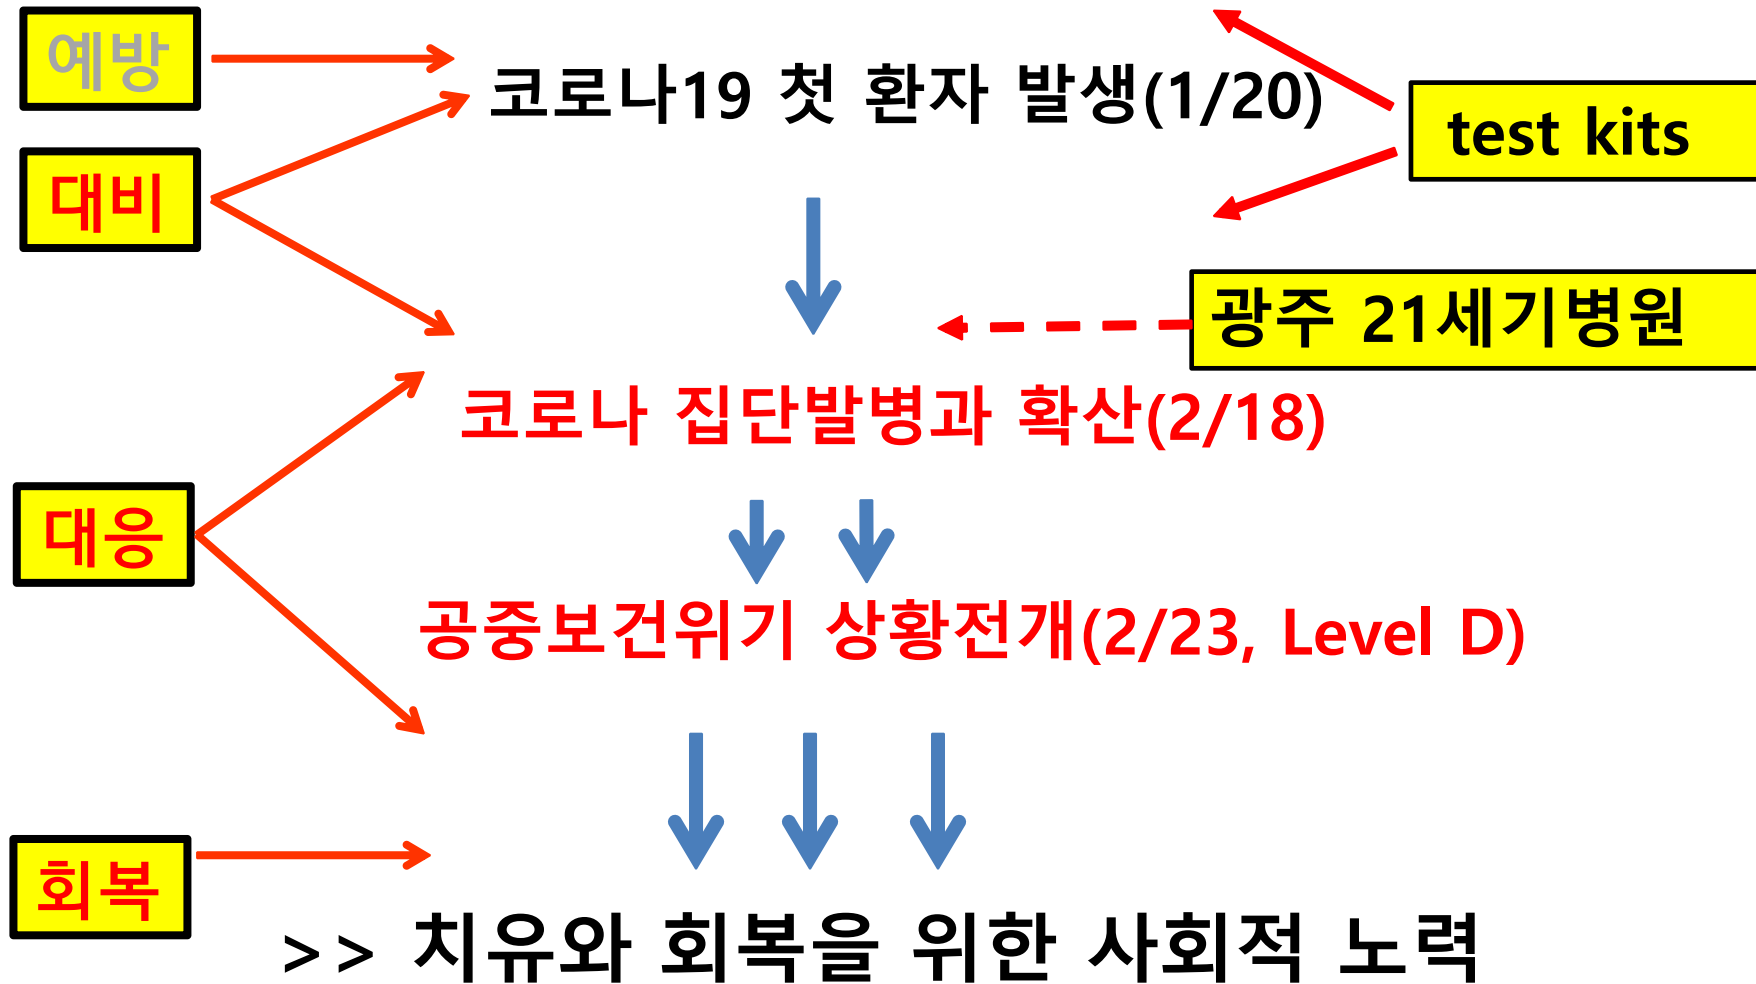 예방
코로나19 첫 환자 발생(1/20)
test kits
대비
광주 21세기병원
코로나 집단발병과 확산(2/18)
대응
공중보건위기 상황전개(2/23, Level D)
회복
>> 치유와 회복을 위한 사회적 노력